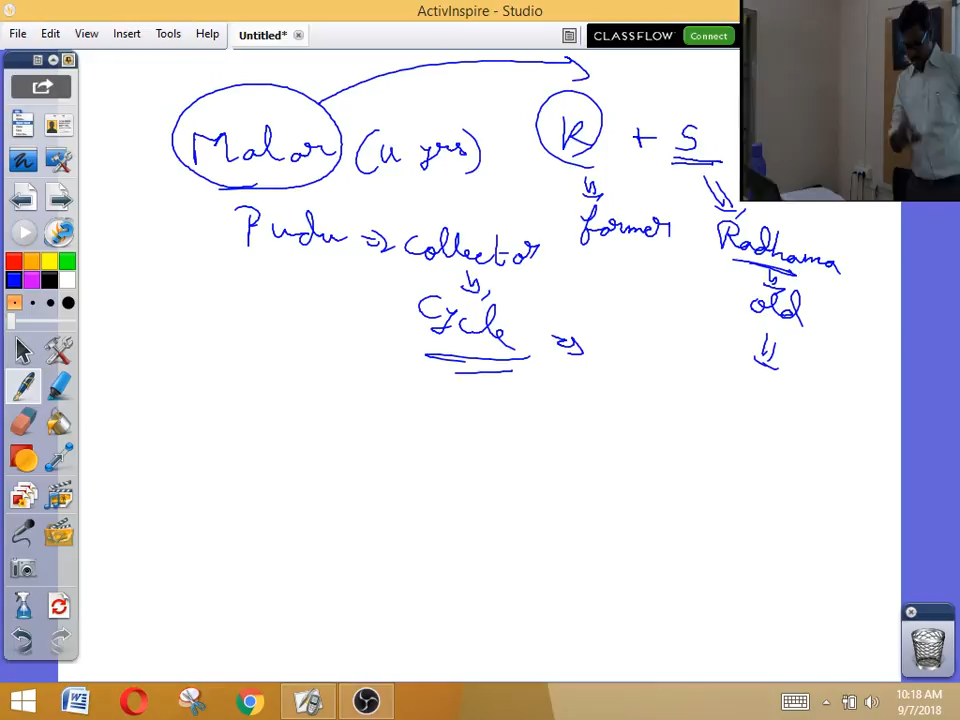 ActivInspire - Studio
File Edit View Insert Tools Help Untitled* CLASSFLOW Connect
Malar (11 yrs) R + S
Pudu ⇒ collector farmer Radhama
Cycle ⇒ old
10:18 AM
9/7/2018